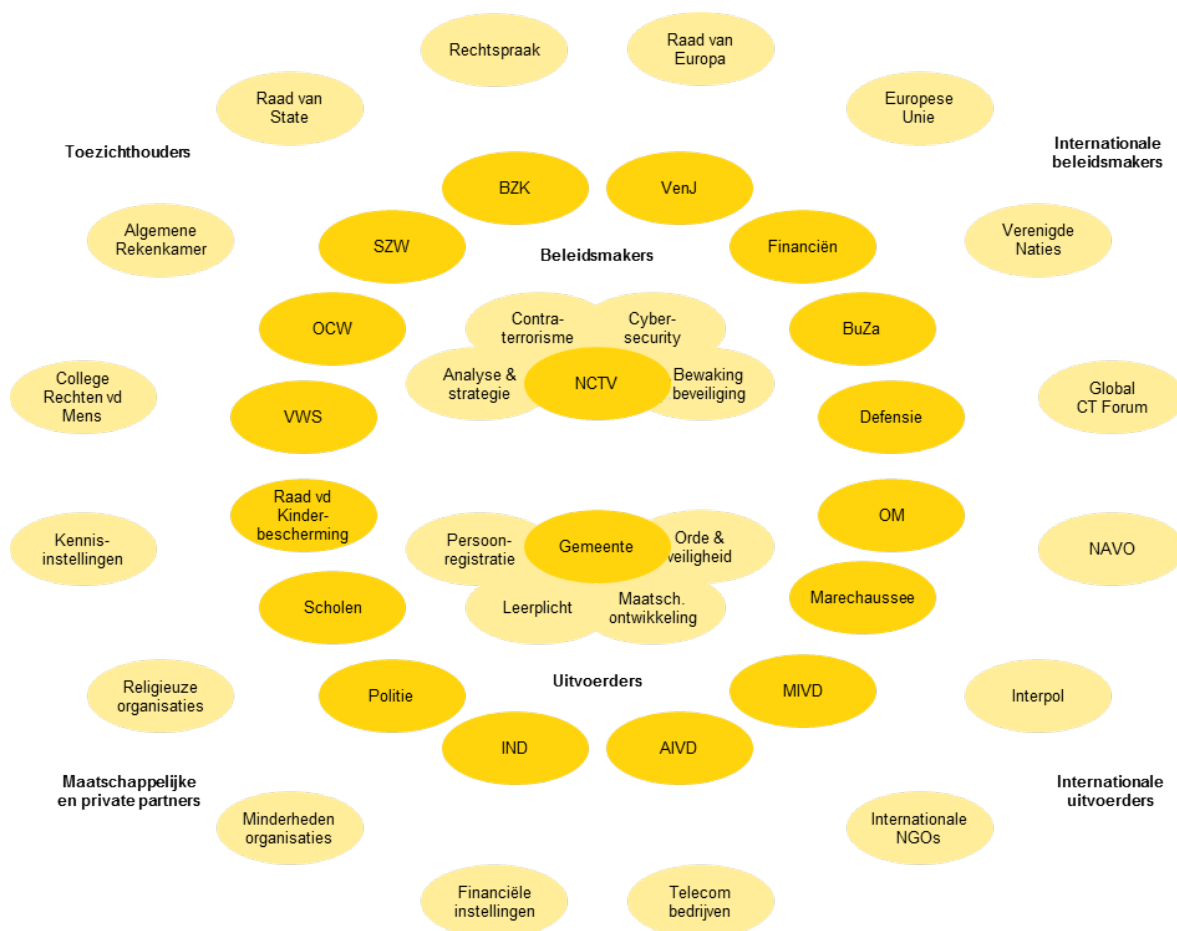 Rechtspraak
Raad van
Europa
Raad van
State
Europese
Unie
Toezichthouders
Internationale
beleidsmakers
BZK
VenJ
Algemene
Rekenkamer
SZW
Beleidsmakers
Financiën
Verenigde
Naties
OCW
Contra-
terrorisme
Cyber-
security
BuZa
College
Rechten vd
Mens
VWS
Analyse &
strategie
NCTV
Bewaking
beveiliging
Defensie
Global
CT Forum
Raad vd
Kinder-
bescherming
OM
Kennis-
instellingen
Persoon-
registratie
Gemeente
Orde &
veiligheid
NAVO
Scholen
Leerplicht
Maatsch.
ontwikkeling
Marechaussee
Religieuze
organisaties
Politie
Uitvoerders
MIVD
Interpol
IND
AIVD
Maatschappelijke
en private partners
Internationale
uitvoerders
Minderheden
organisaties
Internationale
NGOs
Financiële
instellingen
Telecom
bedrijven